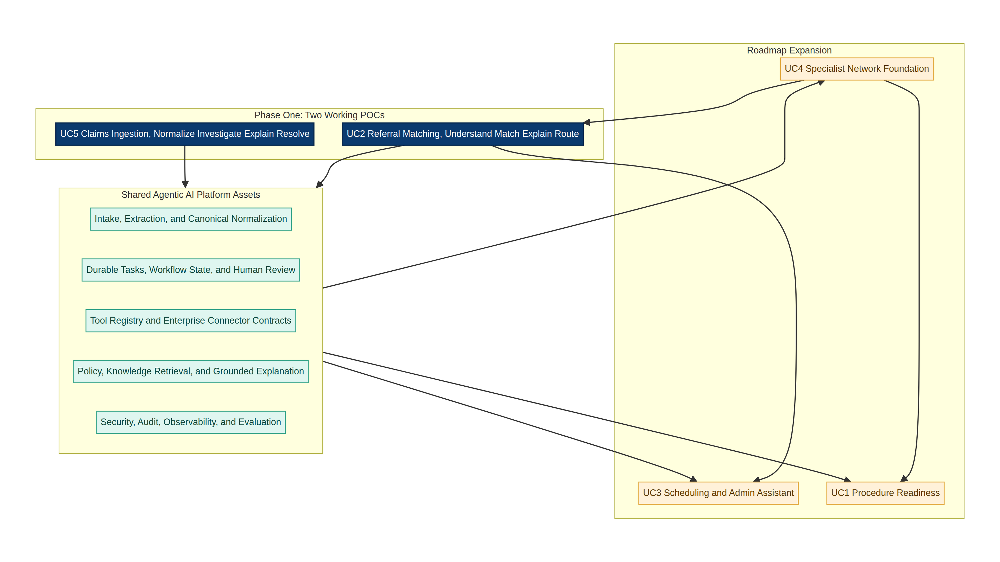 Roadmap Expansion
UC4 Specialist Network Foundation
Phase One: Two Working POCs
UC5 Claims Ingestion, Normalize Investigate Explain Resolve
UC2 Referral Matching, Understand Match Explain Route
Shared Agentic AI Platform Assets
Intake, Extraction, and Canonical Normalization
Durable Tasks, Workflow State, and Human Review
Tool Registry and Enterprise Connector Contracts
Policy, Knowledge Retrieval, and Grounded Explanation
Security, Audit, Observability, and Evaluation
UC3 Scheduling and Admin Assistant
UC1 Procedure Readiness